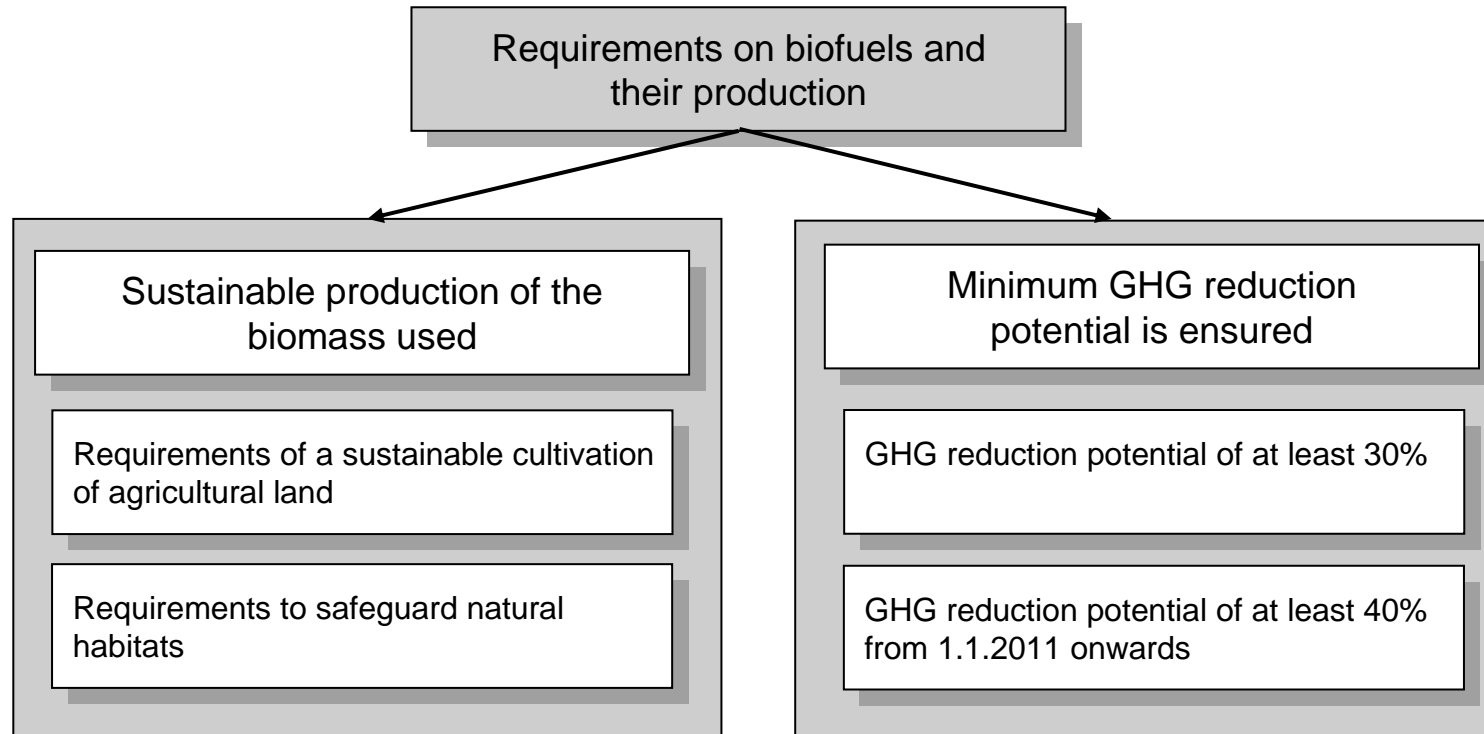 Requirements on biofuels and
their production
Sustainable production of the
biomass used
Requirements of a sustainable cultivation
of agricultural land
Requirements to safeguard natural
habitats
Minimum GHG reduction
potential is ensured
GHG reduction potential of at least 30%
GHG reduction potential of at least 40%
from 1.1.2011 onwards